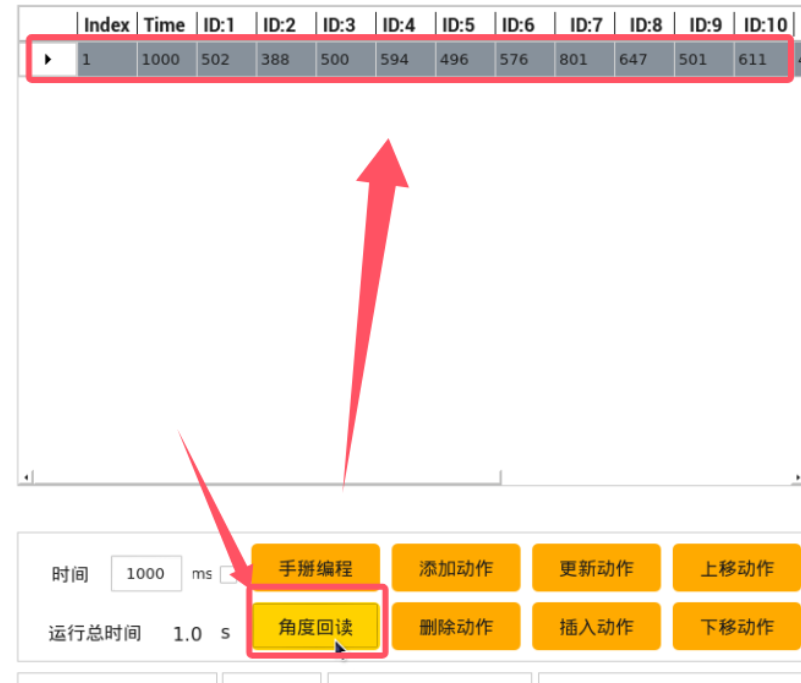 Index Time ID:1 ID:2 ID:3 ID:4 ID:5 ID:6 ID:7 ID:8 ID:9 ID:10
1 1000 502 388 500 594 496 576 801 647 501 611
时间 1000 ms 手掰编程 添加动作 更新动作 上移动作
运行总时间 1.0 s 角度回读 删除动作 插入动作 下移动作